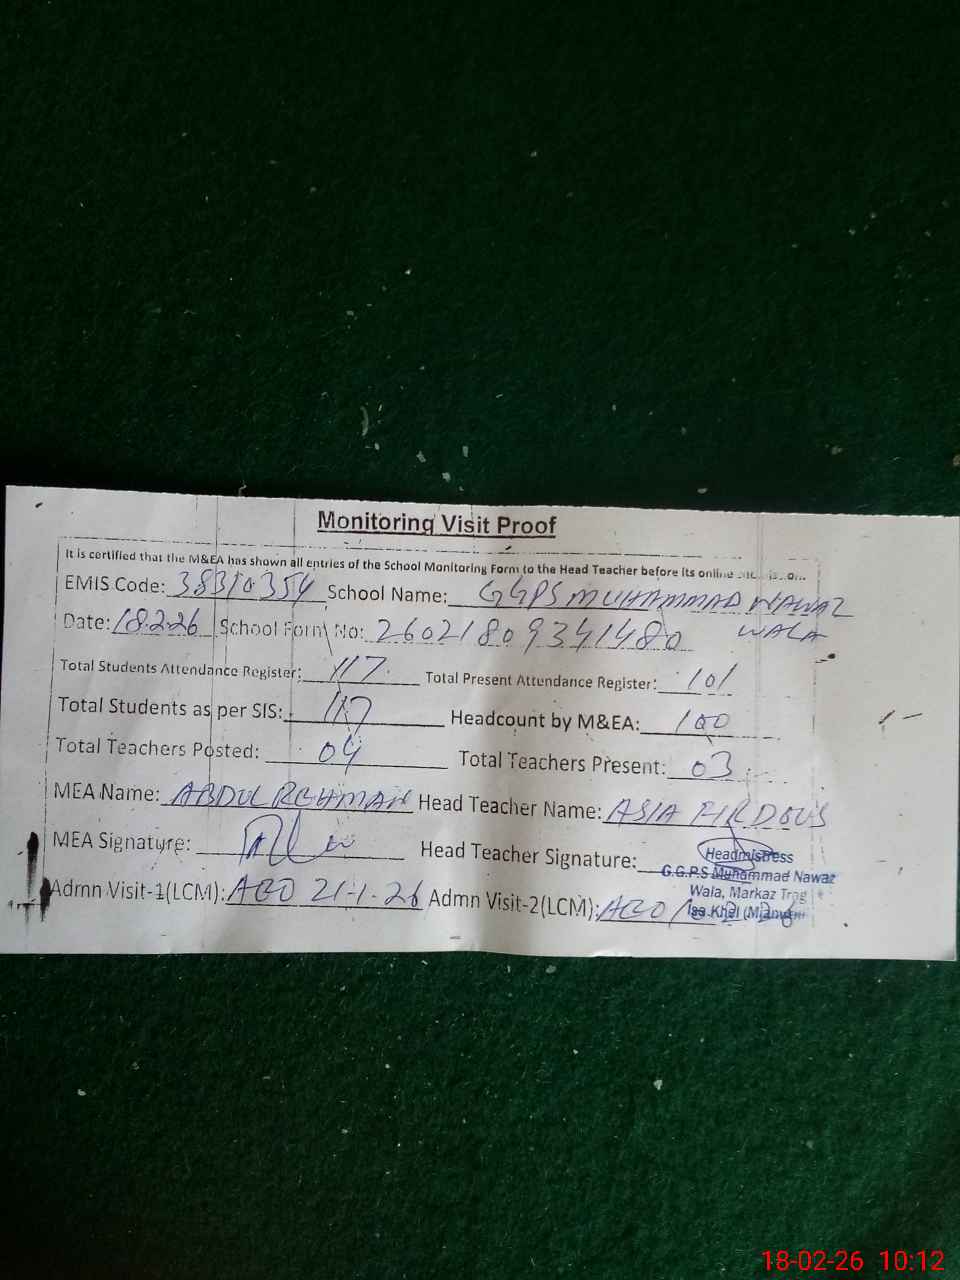 Monitoring Visit Proof
It is certified that the M&EA has shown all entries of the School Monitoring Form to the Head Teacher before its online
EMIS Code: 38310354 School Name: GGPS MUHAMMAD NAWAZ
WALA
Date: 18.2.26 School Form No: 26021809341480
Total Students Attendance Register: 117 Total Present Attendance Register: 101
Total Students as per SIS: 117 Headcount by M&EA: 100
Total Teachers Posted: 04 Total Teachers Present: 03
MEA Name: ABDUL REHMAN Head Teacher Name: ASIA FIRDOUS
MEA Signature: Head Teacher Signature:
Headmistress
G.G.P.S Muhammad Nawaz
Wala, Markaz Trag
Isa Khel (Mianwali)
Admn Visit-1(LCM): AEO 21-1-26 Admn Visit-2(LCM): AEO
18-02-26 10:12